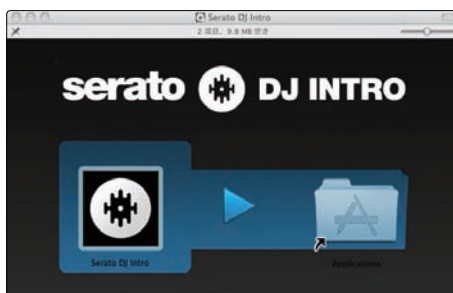 Serato DJ Intro
2 項目、9.8 MB 空き
serato DJ INTRO
Serato DJ Intro
Applications